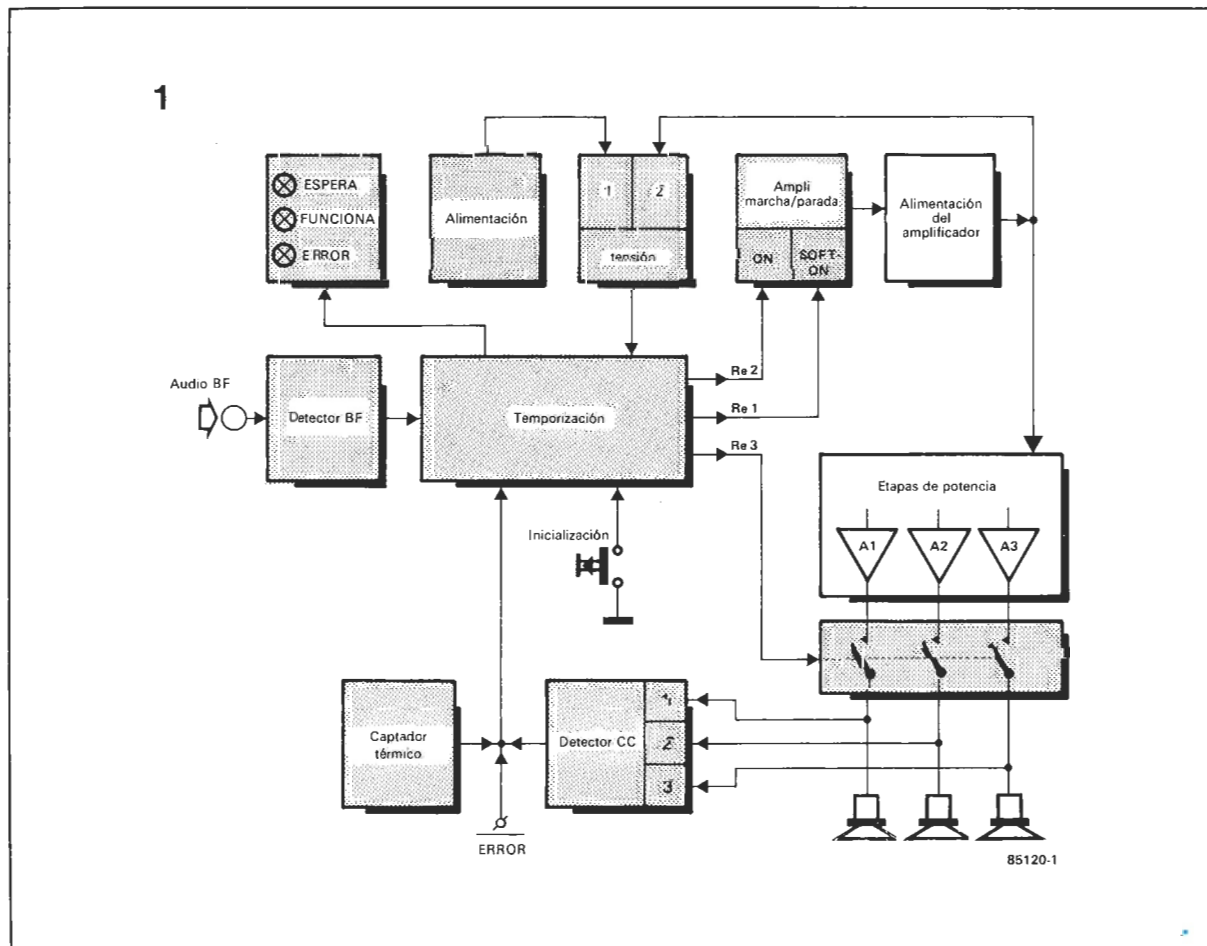 1
ESPERA
FUNCIONA
ERROR
Alimentación
1 2
tensión
Ampli
marcha/parada
ON
SOFT-
ON
Alimentación
del
amplificador
Audio BF
Detector BF
Temporización
Re 2
Re 1
Re 3
Inicialización
Etapas de potencia
A1 A2 A3
Captador
térmico
Detector CC
1
2
3
ERROR
85120-1